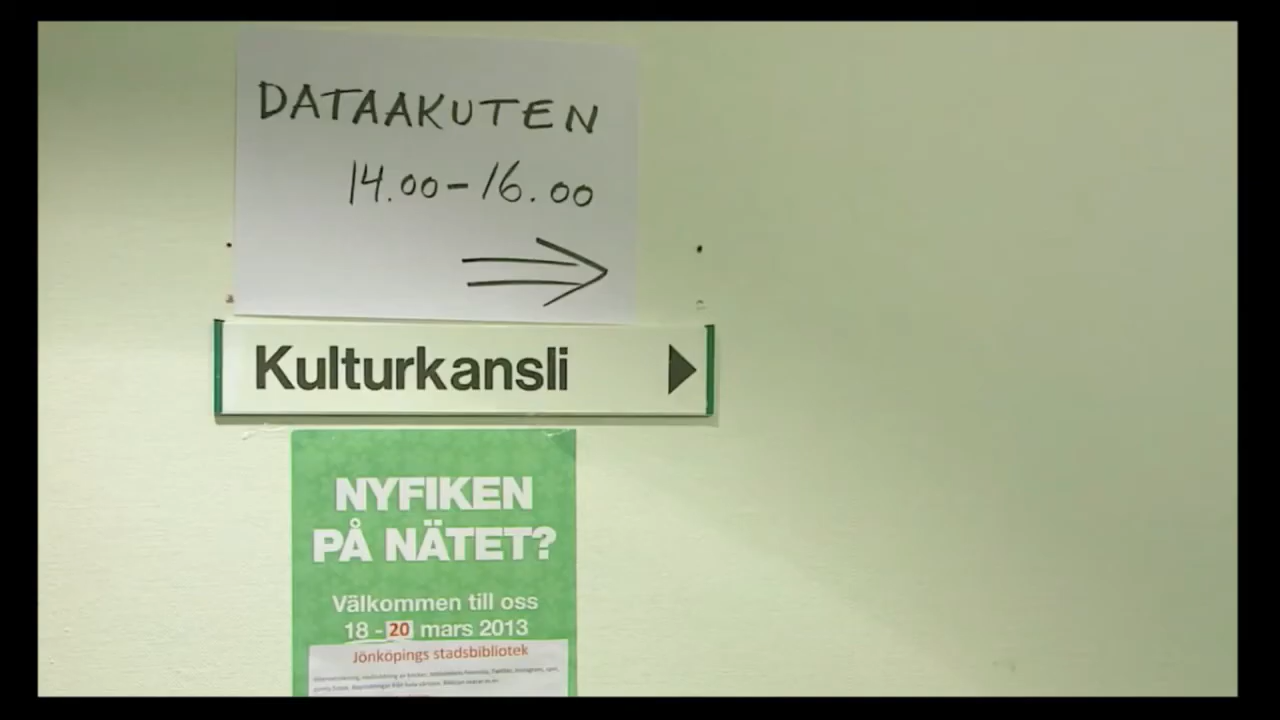 DATAAKUTEN
14.00-16.00
Kulturkansli
NYFIKEN
PÅ NÄTET?
Välkommen till oss
18 - 20 mars 2013
Jönköpings stadsbibliotek